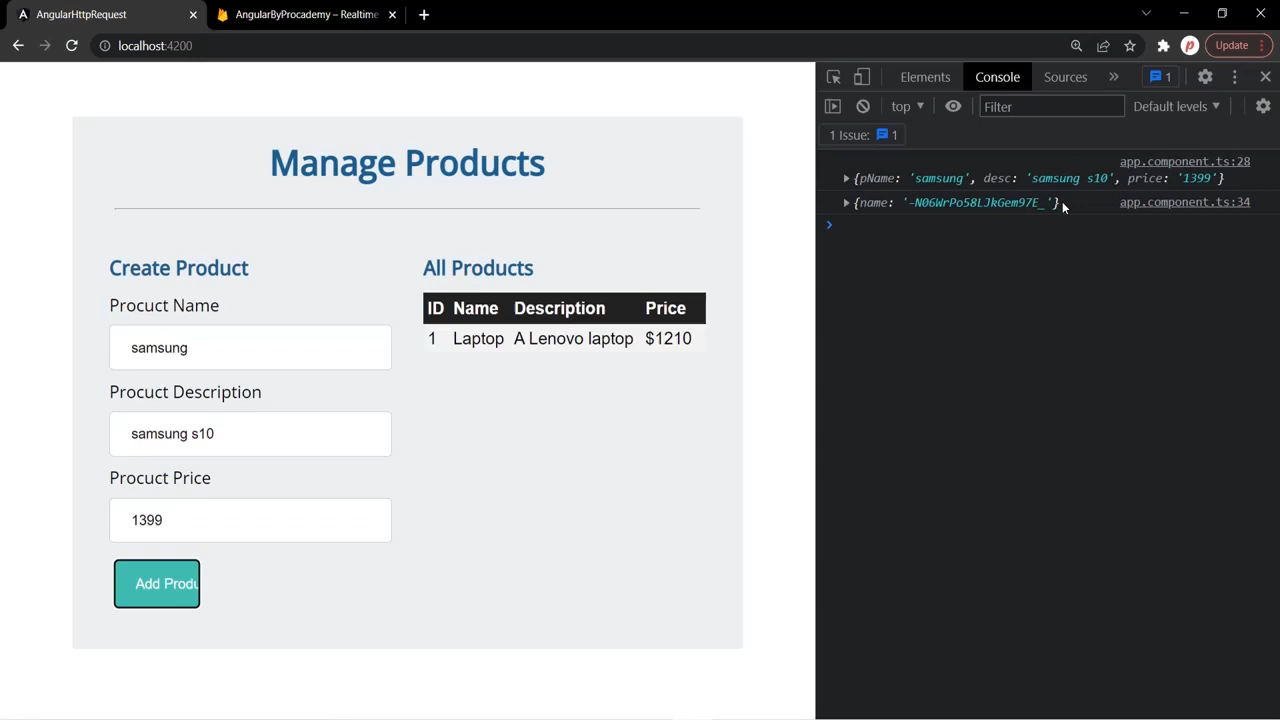 AngularHttpRequest
AngularByProcademy – Realtime
localhost:4200
Update
Elements
Console
Sources
1
top
Filter
Default levels
1 Issue: 1
app.component.ts:28
{pName: 'samsung', desc: 'samsung s10', price: '1399'}
{name: '-N06WrPo58LJkGem97E_'}
app.component.ts:34
Manage Products
Create Product
Procuct Name
samsung
Procuct Description
samsung s10
Procuct Price
1399
Add Produ
All Products
ID Name Description Price
1 Laptop A Lenovo laptop $1210